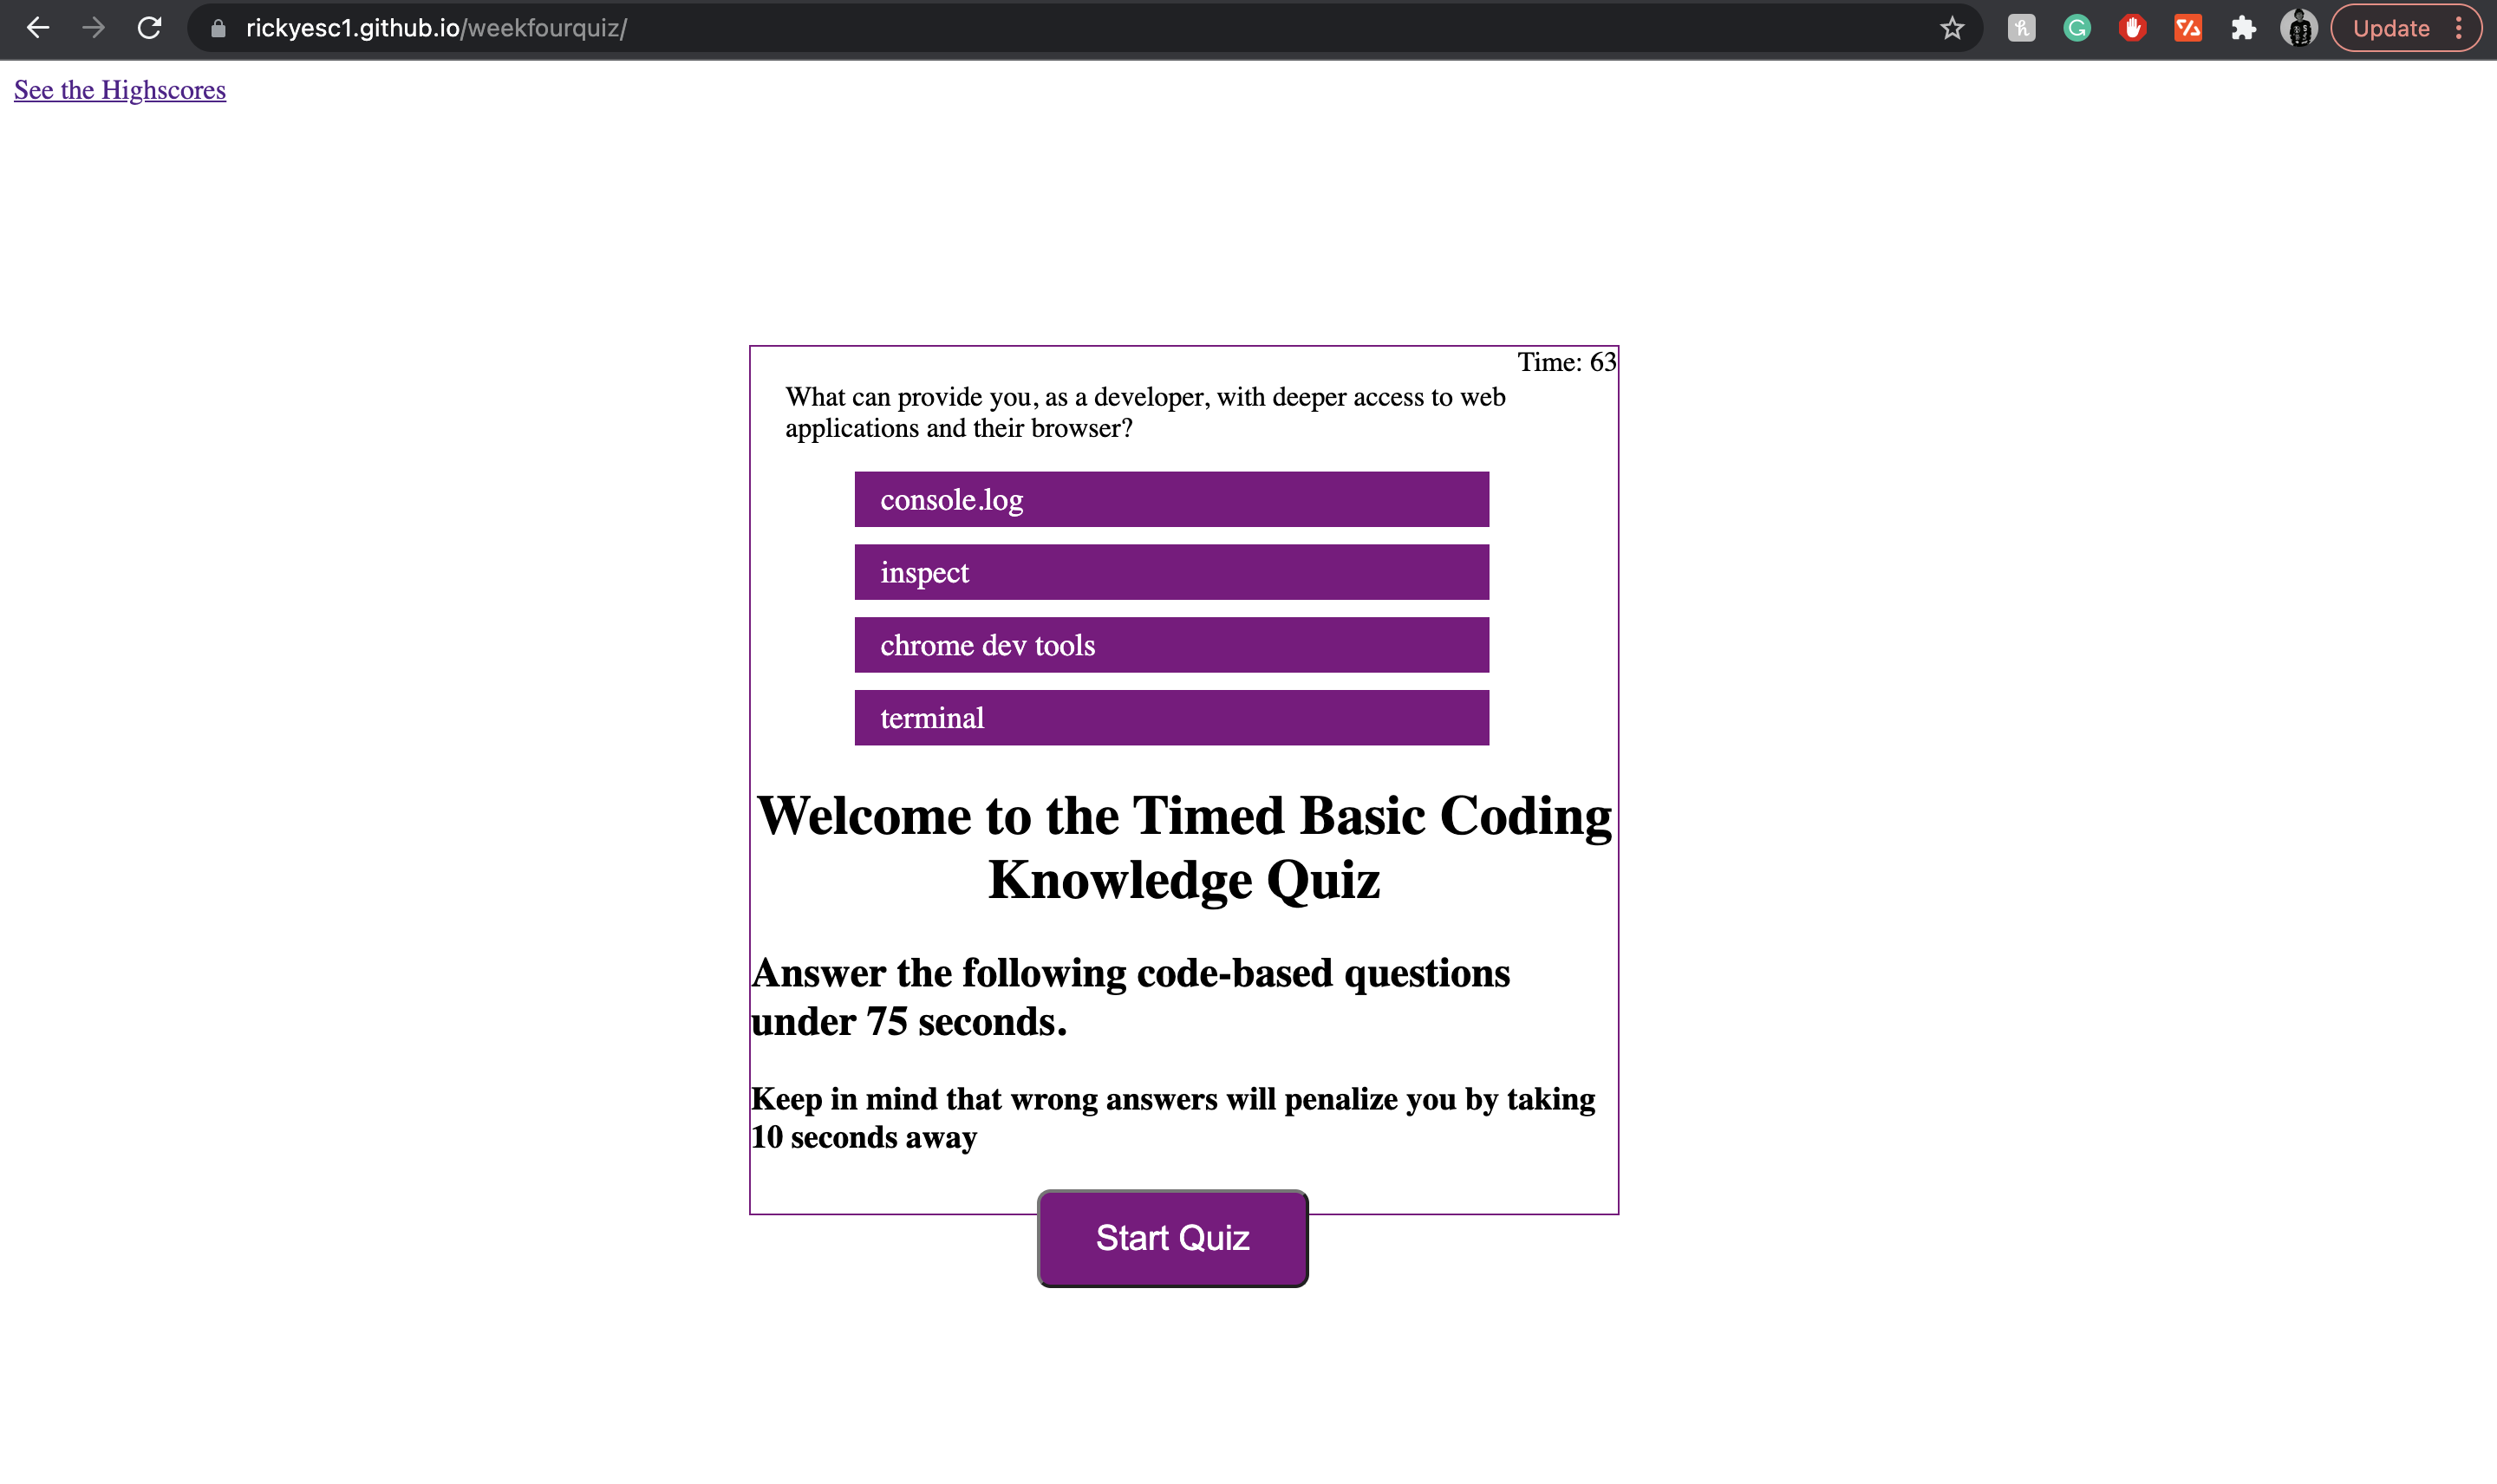 rickyesc1.github.io/weekfourquiz/
Update
See the Highscores
Time: 63
What can provide you, as a developer, with deeper access to web
applications and their browser?
console.log
inspect
chrome dev tools
terminal
Welcome to the Timed Basic Coding
Knowledge Quiz
Answer the following code-based questions
under 75 seconds.
Keep in mind that wrong answers will penalize you by taking
10 seconds away
Start Quiz